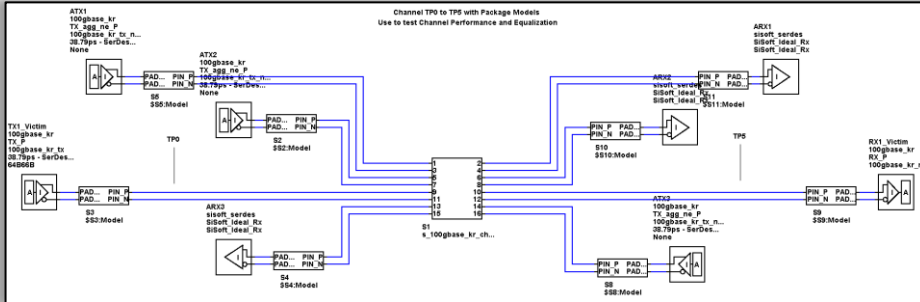 Channel TP0 to TP5 with Package Models
Use to test Channel Performance and Equalization
ATX1
100gbase_kr
TX_agg_ne_P
100gbase_kr_tx_n...
38.79ps - SerDes...
None
A
I
PAD... PIN_P
PAD... PIN_N
S5
$S5:Model
ATX2
100gbase_kr
TX_agg_ne_P
100gbase_kr_tx_n...
38.79ps - SerDes...
None
A
I
PAD... PIN_P
PAD... PIN_N
S2
$S2:Model
TX1_Victim
100gbase_kr
TX_P
100gbase_kr_tx
38.79ps - SerDes...
64B66B
A
I
PAD... PIN_P
PAD... PIN_N
S3
$S3:Model
TP0
ARX3
sisoft_serdes
SiSoft_Ideal_Rx
I
PAD... PIN_P
PAD... PIN_N
S4
$S4:Model
1 2
3 4
5 6
7 8
9 10
11 12
13 14
15 16
S1
s_100gbase_kr_ch...
ARX1
sisoft_serdes
SiSoft_Ideal_Rx
I
PIN_P PAD...
PIN_N PAD...
S11
$S11:Model
ARX2
sisoft_serdes
SiSoft_Ideal_Rx
I
PIN_P PAD...
PIN_N PAD...
S10
$S10:Model
TP5
RX1_Victim
100gbase_kr
RX_P
100gbase_kr_r
I
A
PIN_P PAD...
PIN_N PAD...
S9
$S9:Model
ATX3
100gbase_kr
TX_agg_ne_P
100gbase_kr_tx_n...
38.79ps - SerDes...
None
I
A
PIN_P PAD...
PIN_N PAD...
S8
$S8:Model